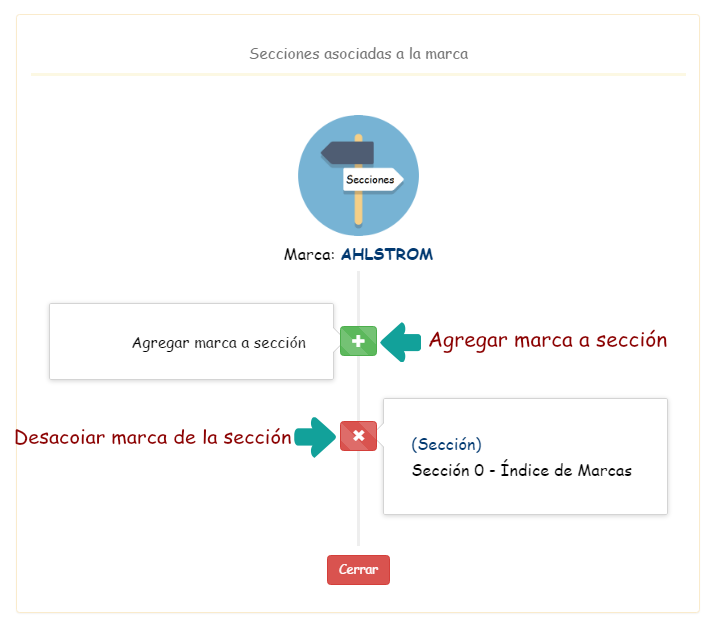 Secciones asociadas a la marca
Secciones
Marca: AHLSTROM
Agregar marca a sección
Agregar marca a sección
Desacoiar marca de la sección
(Sección)
Sección 0 - Índice de Marcas
Cerrar